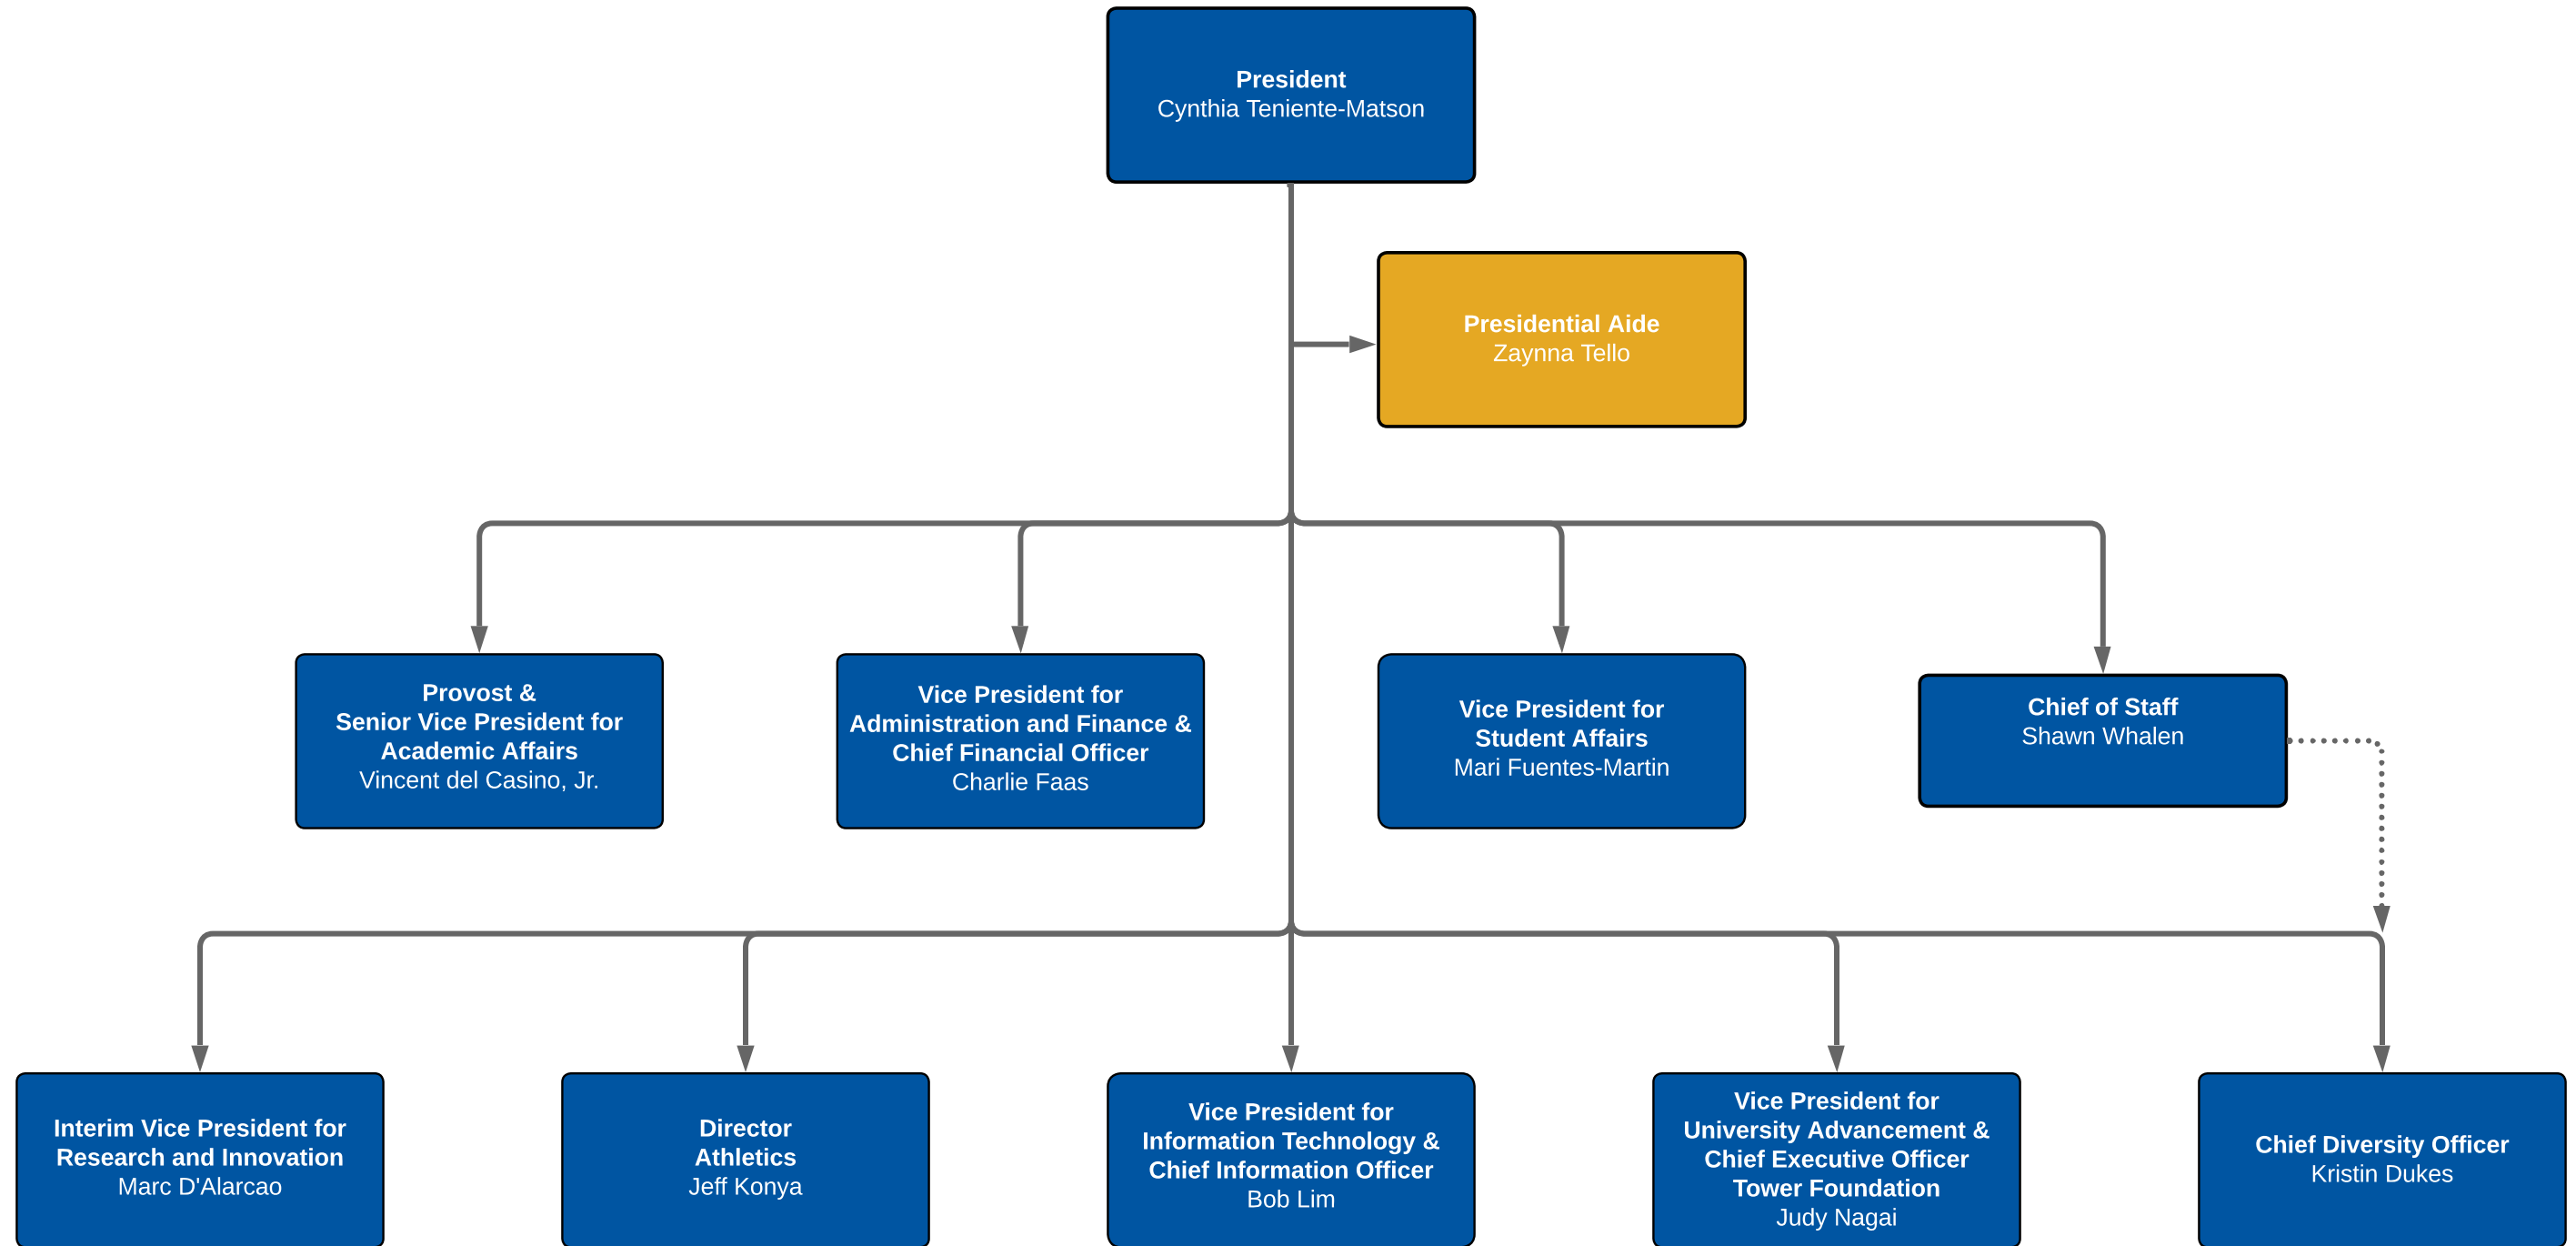 President
Cynthia Teniente-Matson
Presidential Aide
Zaynna Tello
Provost &
Senior Vice President for
Academic Affairs
Vincent del Casino, Jr.
Vice President for
Administration and Finance &
Chief Financial Officer
Charlie Faas
Vice President for
Student Affairs
Mari Fuentes-Martin
Chief of Staff
Shawn Whalen
Interim Vice President for
Research and Innovation
Marc D'Alarcao
Director
Athletics
Jeff Konya
Vice President for
Information Technology &
Chief Information Officer
Bob Lim
Vice President for
University Advancement &
Chief Executive Officer
Tower Foundation
Judy Nagai
Chief Diversity Officer
Kristin Dukes